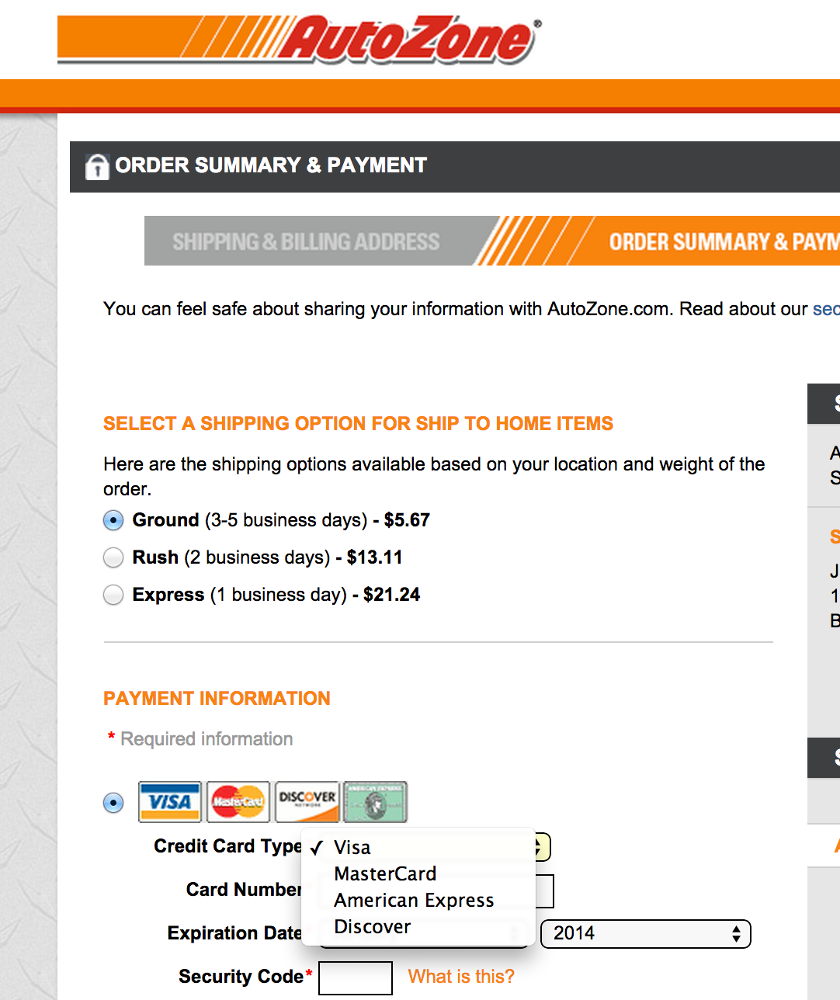 AutoZone®
ORDER SUMMARY & PAYMENT
SHIPPING & BILLING ADDRESS
ORDER SUMMARY & PAYM
You can feel safe about sharing your information with AutoZone.com. Read about our sec
SELECT A SHIPPING OPTION FOR SHIP TO HOME ITEMS
Here are the shipping options available based on your location and weight of the
order.
Ground (3-5 business days) - $5.67
Rush (2 business days) - $13.11
Express (1 business day) - $21.24
S
A
S
S
J
1
B
S
A
PAYMENT INFORMATION
* Required information
VISA MasterCard DISCOVER NETWORK AMERICAN EXPRESS
Credit Card Type
✓ Visa
MasterCard
American Express
Discover
Card Number
Expiration Date
2014
Security Code*
What is this?